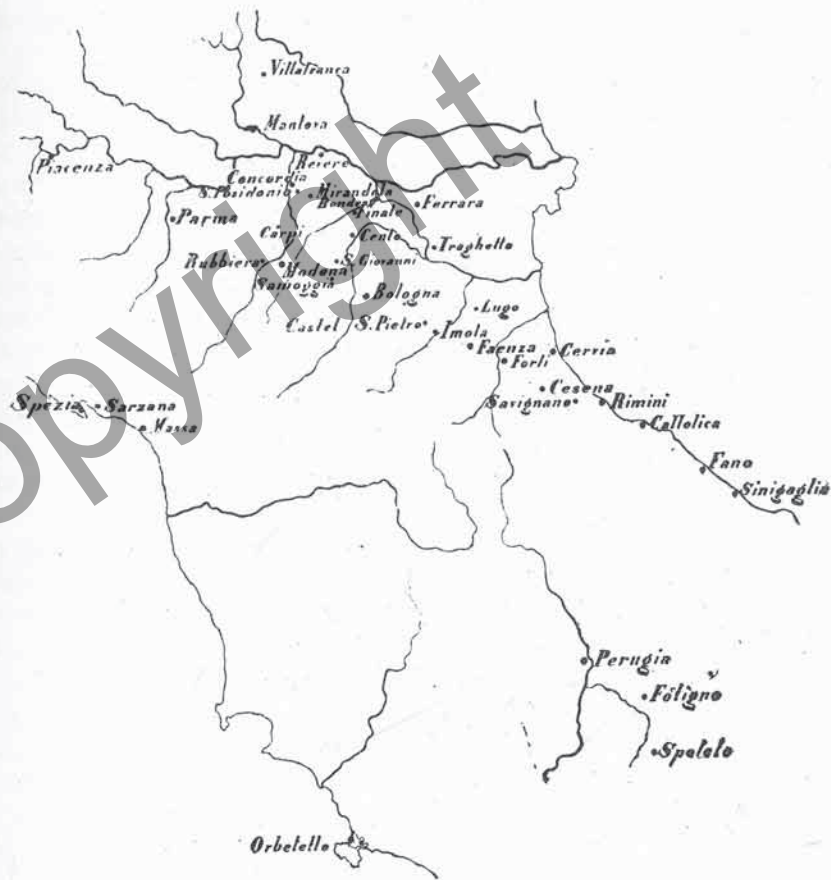 Villafranca
Mantova
Piacenza
Revere
Concordia
S. Posidonio
Mirandola
Bondeno
Finale
Ferrara
Parma
Carpi
Cento
Troghetto
Rubbiera
Modena
S. Giovanni
Samoggia
Bologna
Lugo
Castel S. Pietro
Imola
Faenza
Cervia
Forli
Cesena
Spezia
Sarzana
Savignano
Rimini
Massa
Cattolica
Fano
Sinigaglia
Perugia
Foligno
Spoleto
Orbetello
copyright